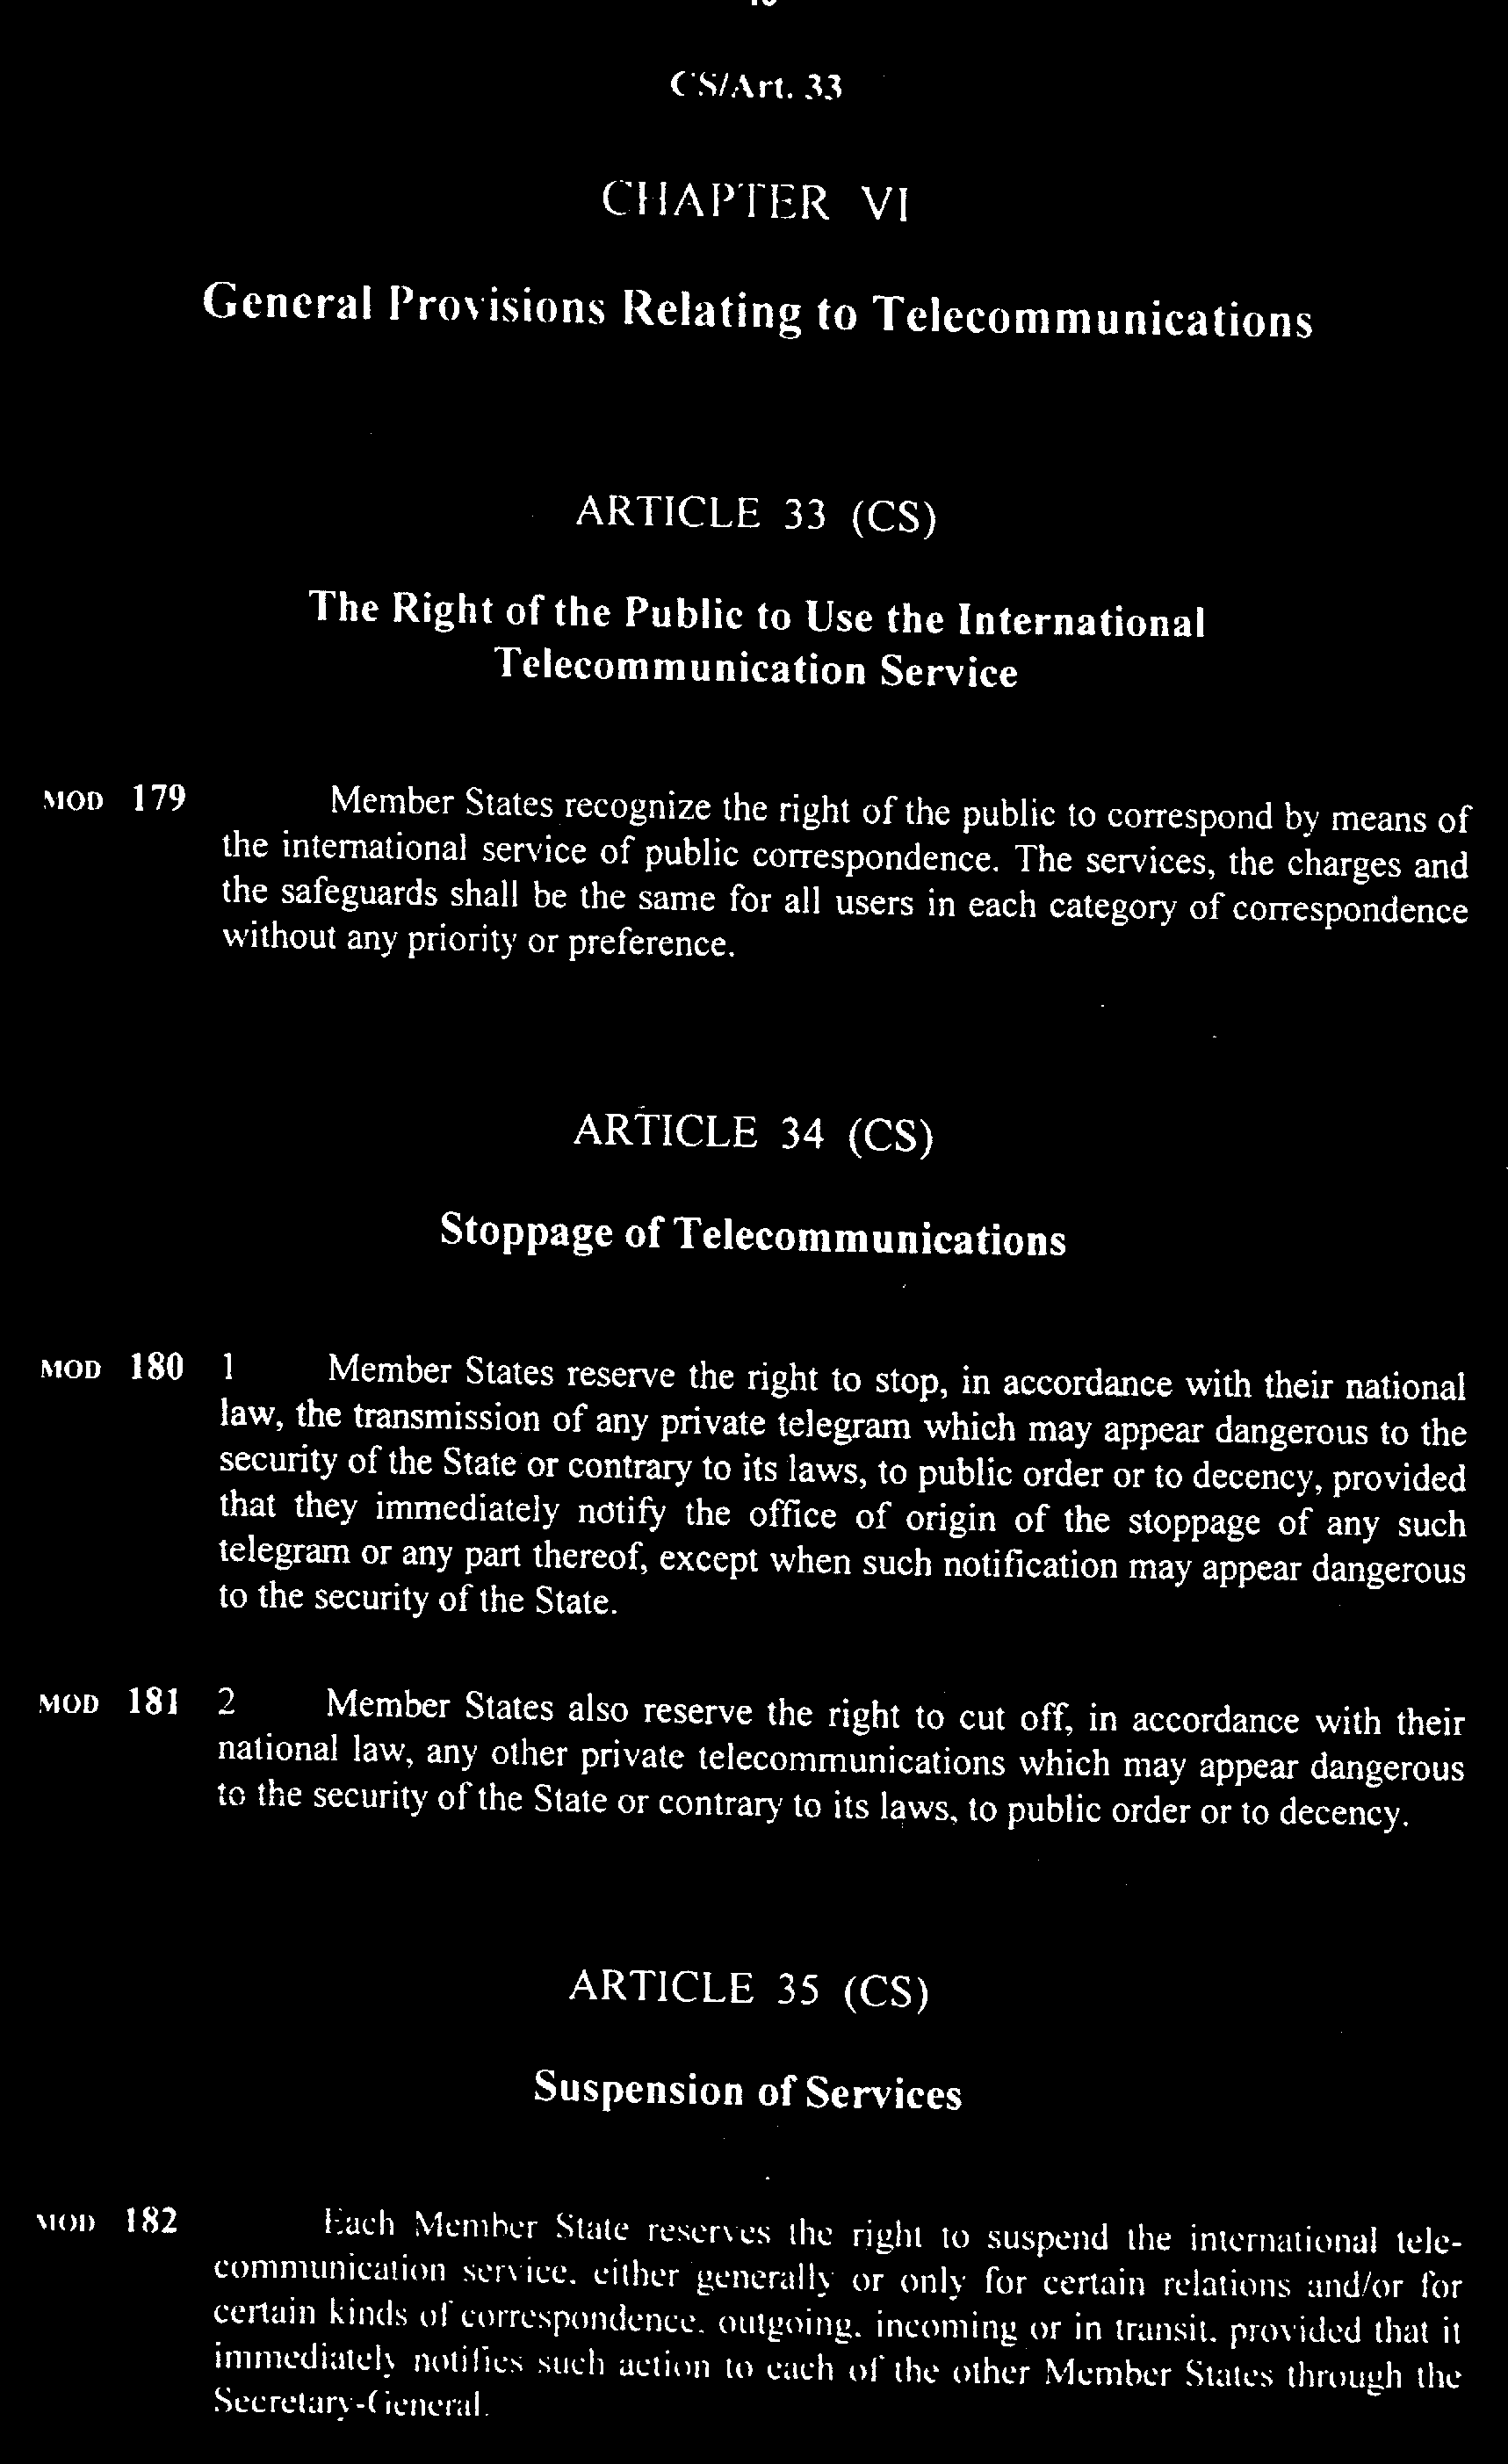 CS/Art. 33
CHAPTER VI
General Provisions Relating to Telecommunications
ARTICLE 33 (CS)
The Right of the Public to Use the International
Telecommunication Service
MOD 179 Member States recognize the right of the public to correspond by means of
the international service of public correspondence. The services, the charges and
the safeguards shall be the same for all users in each category of correspondence
without any priority or preference.
ARTICLE 34 (CS)
Stoppage of Telecommunications
MOD 180 1 Member States reserve the right to stop, in accordance with their national
law, the transmission of any private telegram which may appear dangerous to the
security of the State or contrary to its laws, to public order or to decency, provided
that they immediately notify the office of origin of the stoppage of any such
telegram or any part thereof, except when such notification may appear dangerous
to the security of the State.
MOD 181 2 Member States also reserve the right to cut off, in accordance with their
national law, any other private telecommunications which may appear dangerous
to the security of the State or contrary to its laws, to public order or to decency.
ARTICLE 35 (CS)
Suspension of Services
MOD 182 Each Member State reserves the right to suspend the international tele-
communication service, either generally or only for certain relations and/or for
certain kinds of correspondence, outgoing, incoming or in transit, provided that it
immediately notifies such action to each of the other Member States through the
Secretary-General.